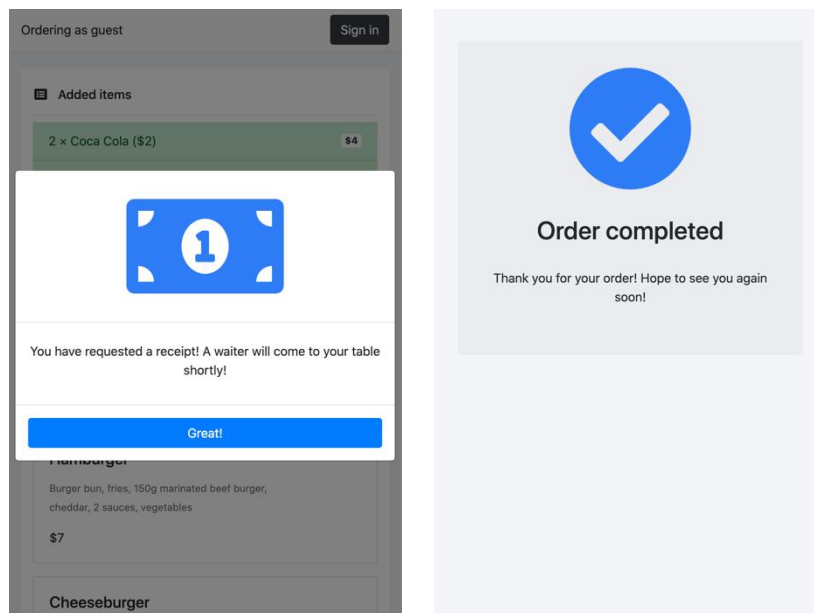 Ordering as guest
Sign in
Added items
2 × Coca Cola ($2)
$4
1
You have requested a receipt! A waiter will come to your table
shortly!
Great!
Hamburger
Burger bun, fries, 150g marinated beef burger,
cheddar, 2 sauces, vegetables
$7
Cheeseburger
Order completed
Thank you for your order! Hope to see you again
soon!